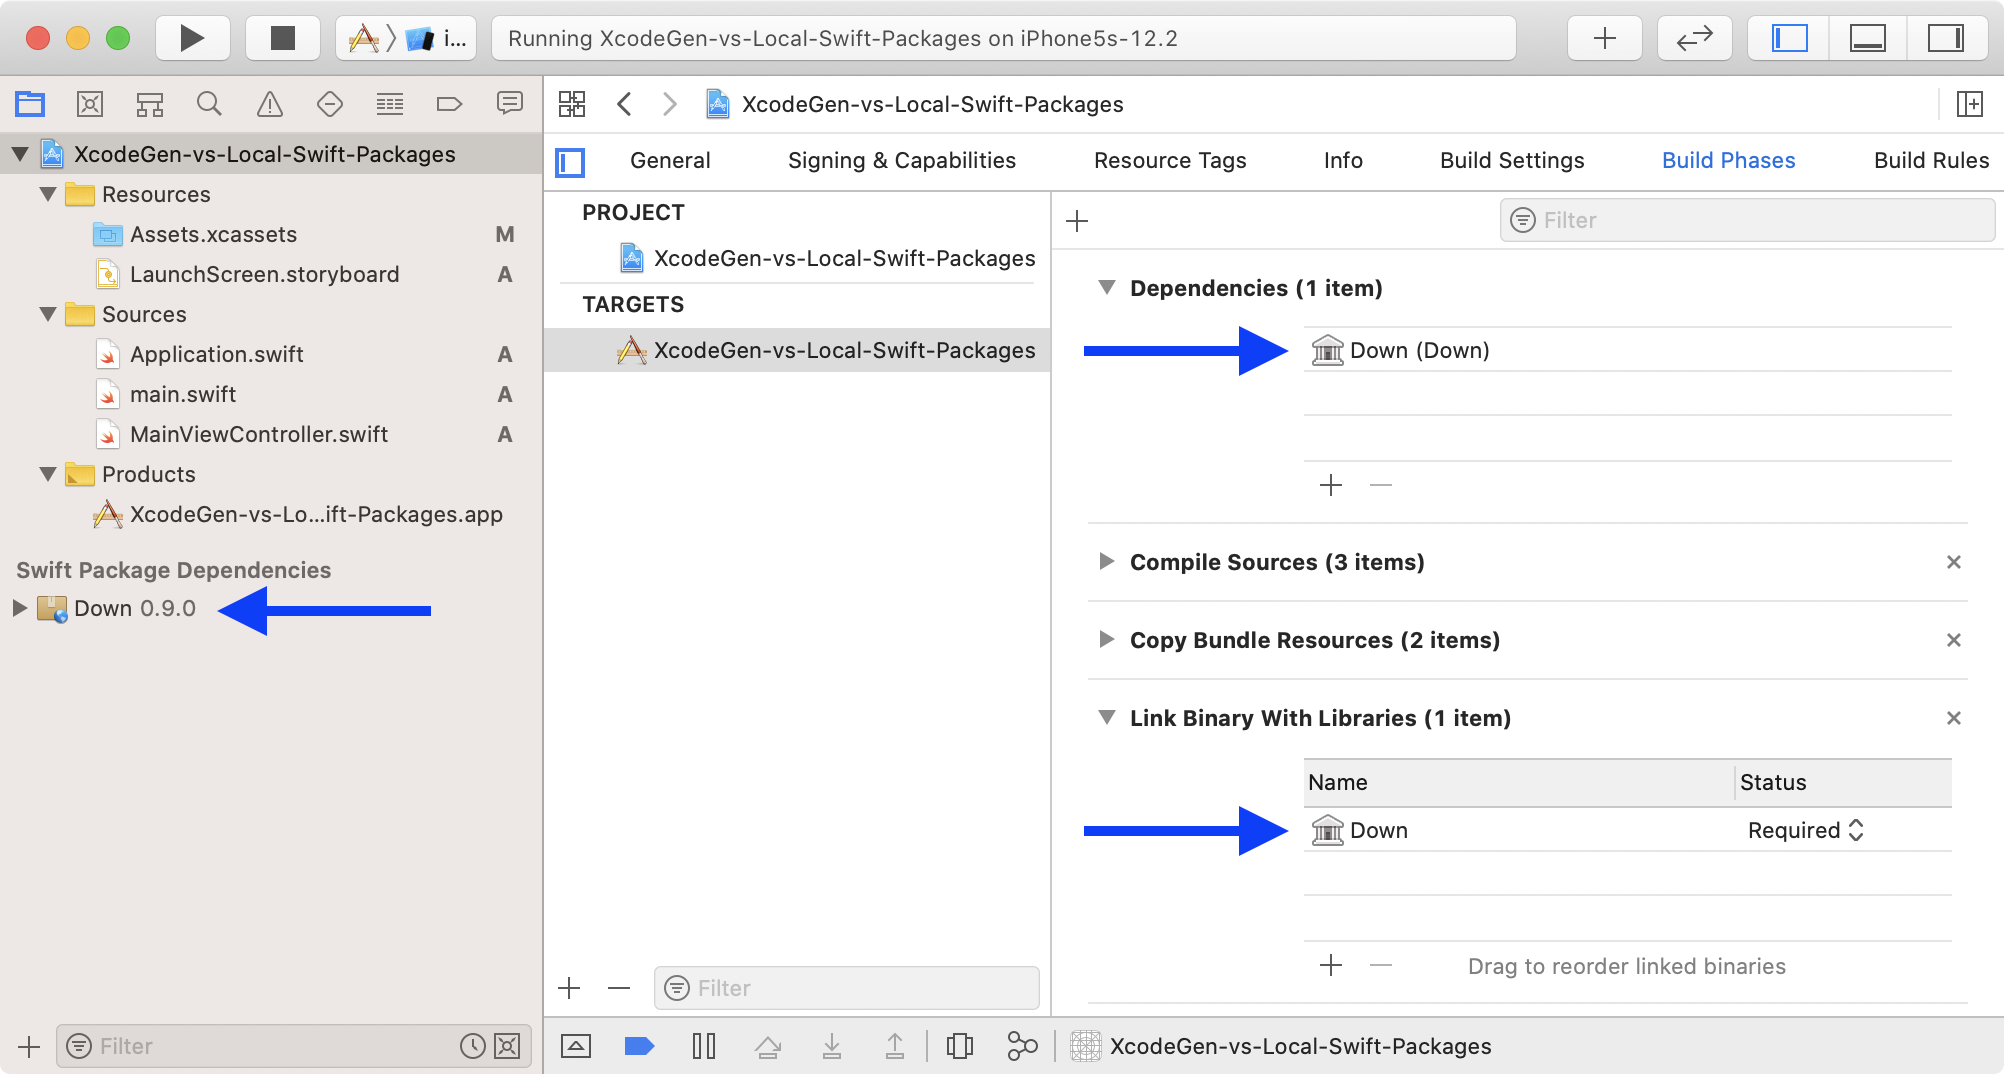 i...
Running XcodeGen-vs-Local-Swift-Packages on iPhone5s-12.2
XcodeGen-vs-Local-Swift-Packages
Resources
Assets.xcassets M
LaunchScreen.storyboard A
Sources
Application.swift A
main.swift A
MainViewController.swift A
Products
XcodeGen-vs-Lo...ift-Packages.app
Swift Package Dependencies
Down 0.9.0
Filter
XcodeGen-vs-Local-Swift-Packages
General Signing & Capabilities Resource Tags Info Build Settings Build Phases Build Rules
PROJECT
XcodeGen-vs-Local-Swift-Packages
TARGETS
XcodeGen-vs-Local-Swift-Packages
Filter
Filter
Dependencies (1 item)
Down (Down)
Compile Sources (3 items)
Copy Bundle Resources (2 items)
Link Binary With Libraries (1 item)
Name Status
Down Required
Drag to reorder linked binaries
XcodeGen-vs-Local-Swift-Packages